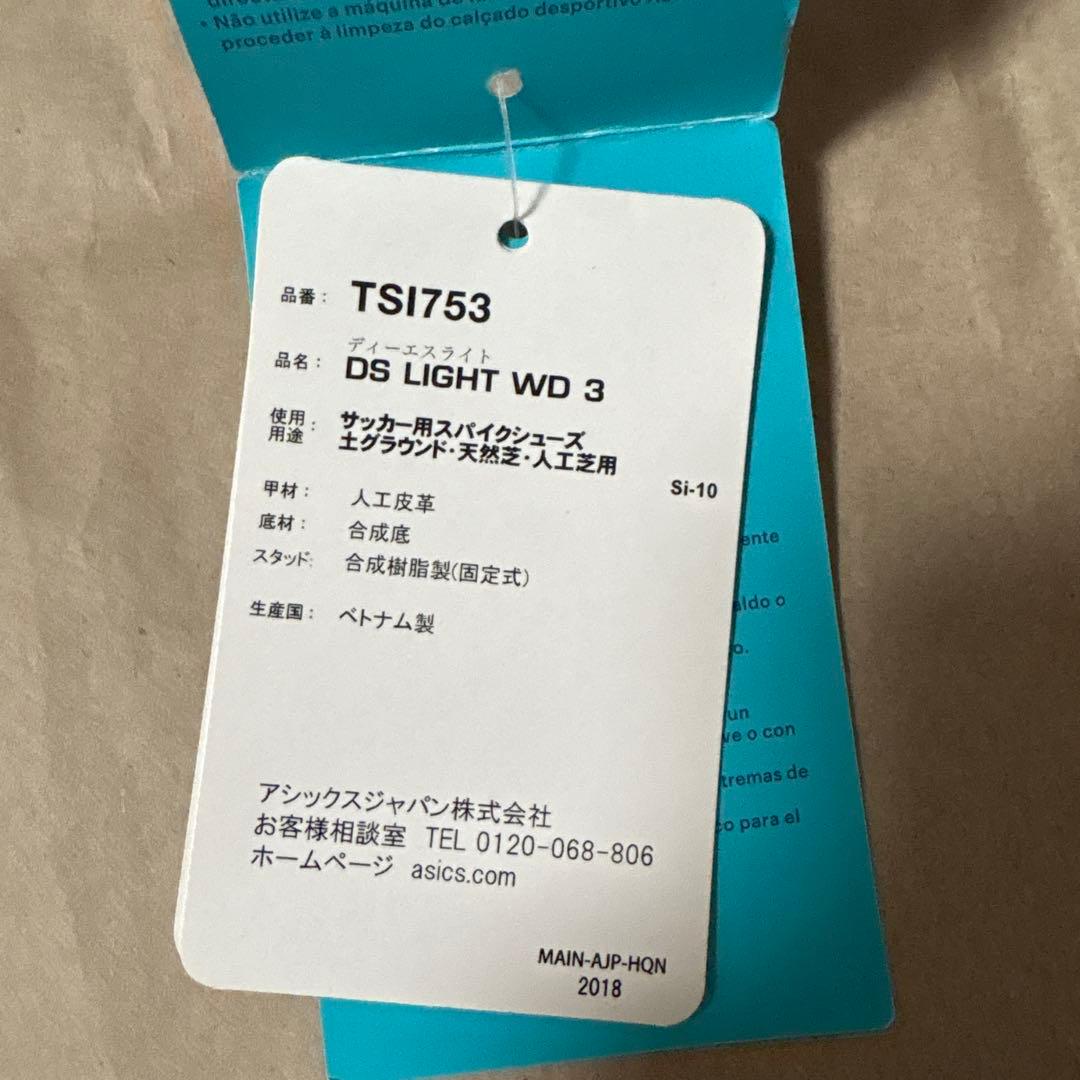 • Não utilize a máquina de
proceder à limpeza do calçado desportivo
品番: TSI753
ディーエスライト
品名: DS LIGHT WD 3
使用用途: サッカー用スパイクシューズ
土グラウンド・天然芝・人工芝用
Si-10
甲材: 人工皮革
底材: 合成底
スタッド: 合成樹脂製(固定式)
生産国: ベトナム製
アシックスジャパン株式会社
お客様相談室 TEL 0120-068-806
ホームページ asics.com
MAIN-AJP-HQN
2018
ente
aldo o
o.
un
ve o con
tremas de
co para el